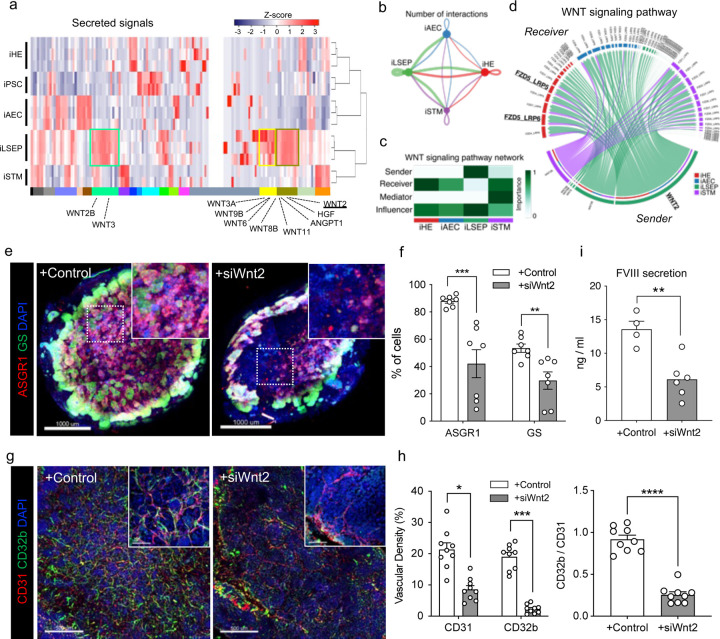 a
Secreted signals
Z-score
-3 -2 -1 0 1 2 3
iHE
iPSC
iAEC
iLSEP
iSTM
WNT2B
WNT3
WNT3A
WNT9B
WNT6
WNT8B
WNT2
HGF
ANGPT1
WNT11
b
Number of interactions
iAEC
iLSEP
iHE
iSTM
c
WNT signaling pathway network
Sender
Receiver
Mediator
Influencer
iHE iAEC iLSEP iSTM
Importance
0 1
d
WNT signaling pathway
Receiver
FZD5_LRP5
FZD5_LRP6
WNT2
Sender
iHE
iAEC
iLSEP
iSTM
e
ASGR1 GS DAPI
+Control
1000 um
+siWnt2
1000 um
f
+Control
+siWnt2
% of cells
100
80
60
40
20
0
***
**
ASGR1 GS
i
FVIII secretion
ng / ml
20
15
10
5
0
**
+Control +siWnt2
g
CD31 CD32b DAPI
+Control
+siWnt2
h
+Control
+siWnt2
Vascular Density (%)
40
30
20
10
0
*
***
CD31 CD32b
CD32b / CD31
1.5
1.0
0.5
0.0
****
+Control +siWnt2